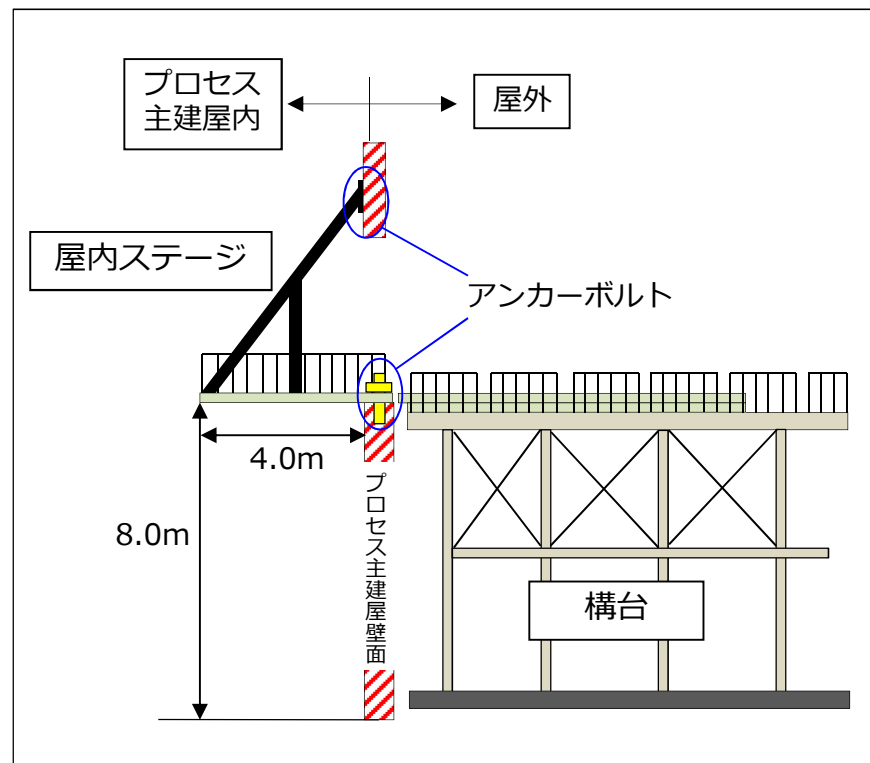 プロセス
主建屋内
屋外
屋内ステージ
アンカーボルト
4.0m
8.0m
プロセス主建屋壁面
構台